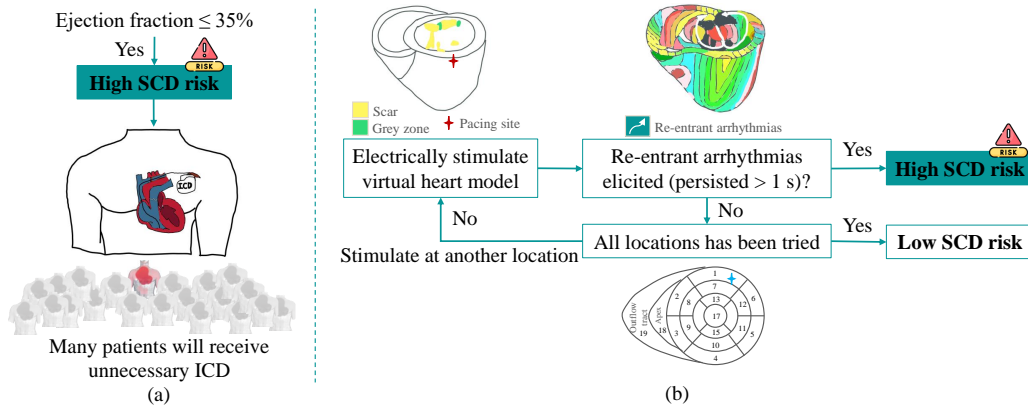 Ejection fraction ≤ 35%
Yes
RISK
High SCD risk
ICD
Many patients will receive
unnecessary ICD
(a)
Scar
Grey zone
Pacing site
Re-entrant arrhythmias
Electrically stimulate
virtual heart model
Re-entrant arrhythmias
elicited (persisted > 1 s)?
Yes
RISK
High SCD risk
No
No
Stimulate at another location
All locations has been tried
Yes
Low SCD risk
Outflow
tract
19
Apex
18
1
7
2
8
13
12
6
17
3
9
15
11
5
10
4
(b)